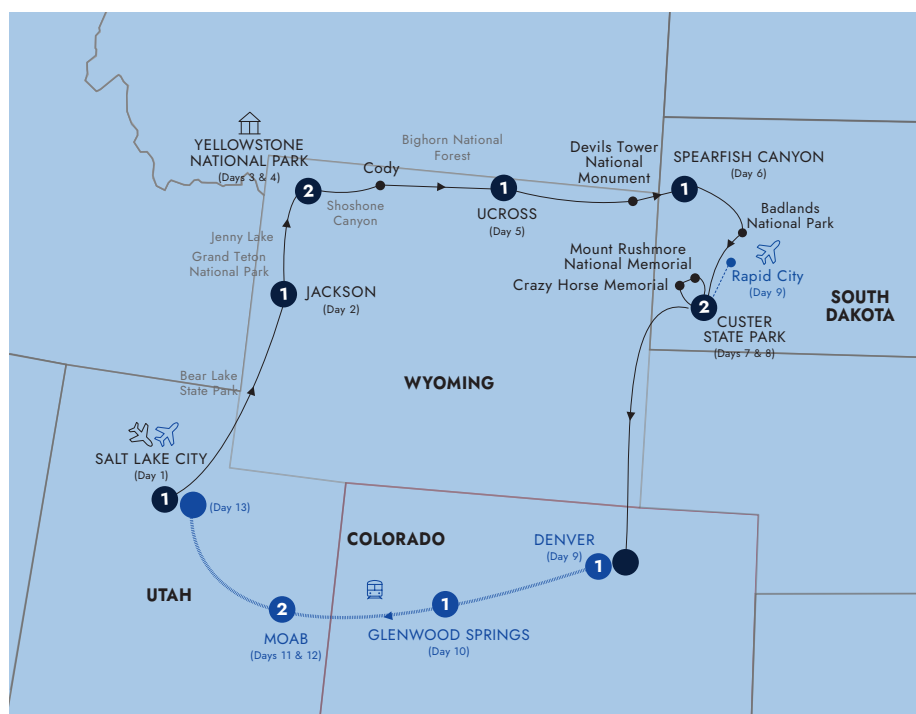 YELLOWSTONE
NATIONAL PARK
(Days 3 & 4)
2
Cody
Bighorn National
Forest
Shoshone
Canyon
1
UCROSS
(Day 5)
Devils Tower
National
Monument
SPEARFISH CANYON
(Day 6)
1
Badlands
National Park
Mount Rushmore
National Memorial
Crazy Horse Memorial
Rapid City
(Day 9)
2
CUSTER
STATE PARK
(Days 7 & 8)
SOUTH
DAKOTA
Jenny Lake
Grand Teton
National Park
1
JACKSON
(Day 2)
WYOMING
Bear Lake
State Park
SALT LAKE CITY
(Day 1)
1
(Day 13)
COLORADO
DENVER
(Day 9)
1
UTAH
2
MOAB
(Days 11 & 12)
1
GLENWOOD SPRINGS
(Day 10)